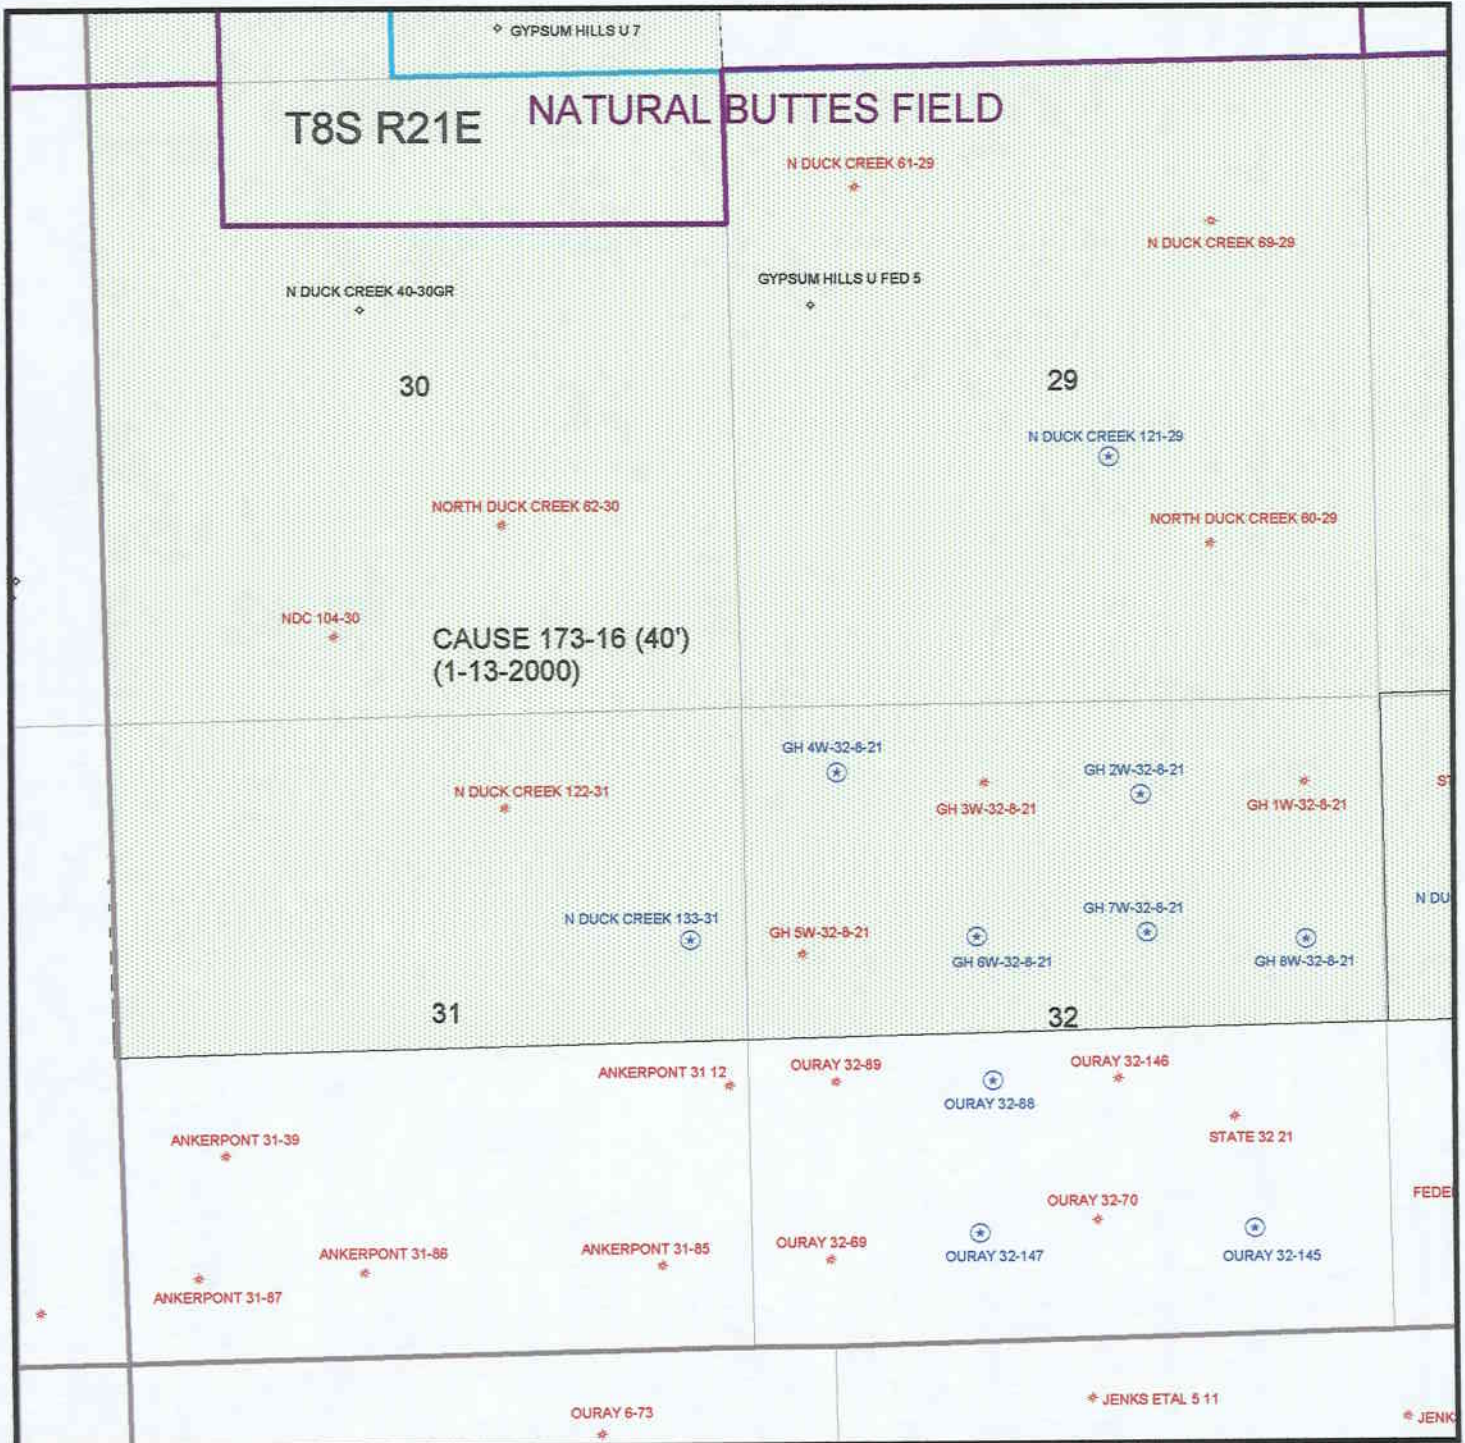 GYPSUM HILLS U 7
NATURAL BUTTES FIELD
T8S R21E
N DUCK CREEK 61-29
N DUCK CREEK 69-29
GYPSUM HILLS U FED 5
N DUCK CREEK 40-30GR
30
29
N DUCK CREEK 121-29
NORTH DUCK CREEK 62-30
NORTH DUCK CREEK 60-29
NDC 104-30
CAUSE 173-16 (40')
(1-13-2000)
GH 4W-32-8-21
GH 2W-32-8-21
ST
N DUCK CREEK 122-31
GH 3W-32-8-21
GH 1W-32-8-21
N DU
GH 7W-32-8-21
N DUCK CREEK 133-31
GH 5W-32-8-21
GH 6W-32-8-21
GH 8W-32-8-21
31
32
ANKERPONT 31 12
OURAY 32-89
OURAY 32-146
OURAY 32-88
ANKERPONT 31-39
STATE 32 21
FEDE
OURAY 32-70
ANKERPONT 31-86
ANKERPONT 31-85
OURAY 32-69
OURAY 32-147
OURAY 32-145
ANKERPONT 31-87
JENKS ETAL 5 11
OURAY 6-73
JENK